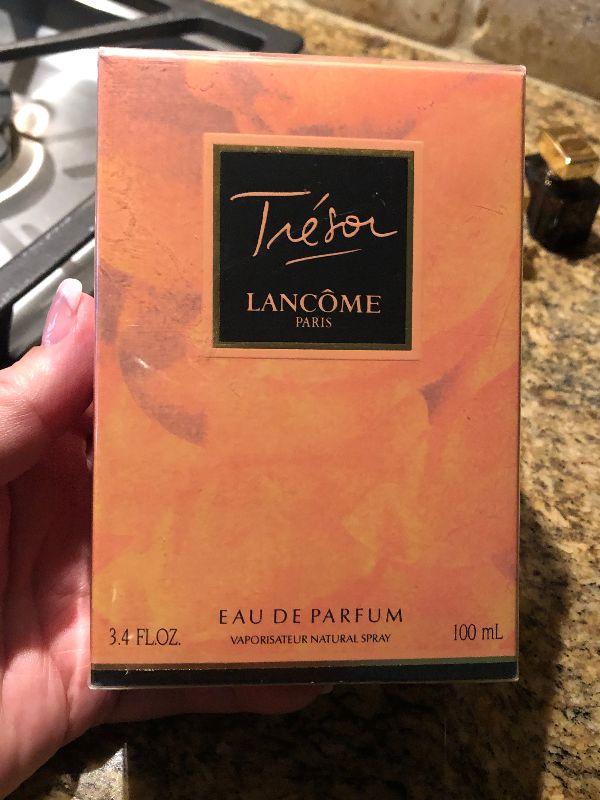 Trésor
LANCÔME
PARIS
EAU DE PARFUM
3.4 FL.OZ. VAPORISATEUR NATURAL SPRAY 100 mL